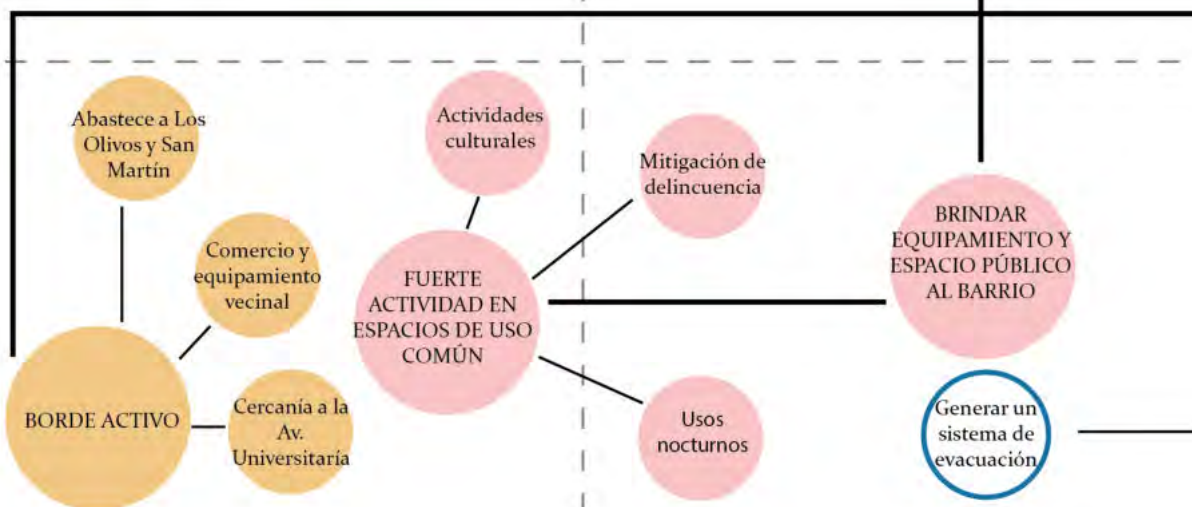 Abastece a Los
Olivos y San
Martín
Comercio y
equipamiento
vecinal
BORDE ACTIVO
Cercanía a la
Av.
Universitaría
Actividades
culturales
FUERTE
ACTIVIDAD EN
ESPACIOS DE USO
COMÚN
Mitigación de
delincuencia
Usos
nocturnos
BRINDAR
EQUIPAMIENTO Y
ESPACIO PÚBLICO
AL BARRIO
Generar un
sistema de
evacuación